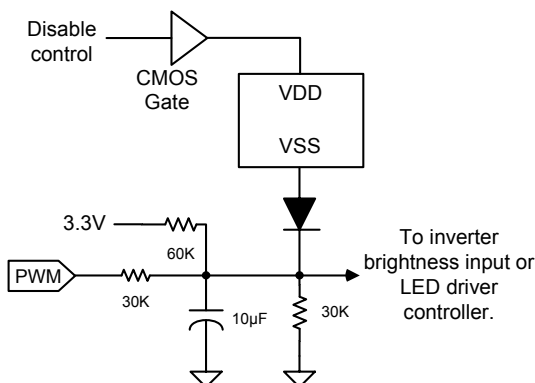 Disable
control
CMOS
Gate
VDD
VSS
3.3V
60K
PWM
30K
10µF
30K
To inverter
brightness input or
LED driver
controller.